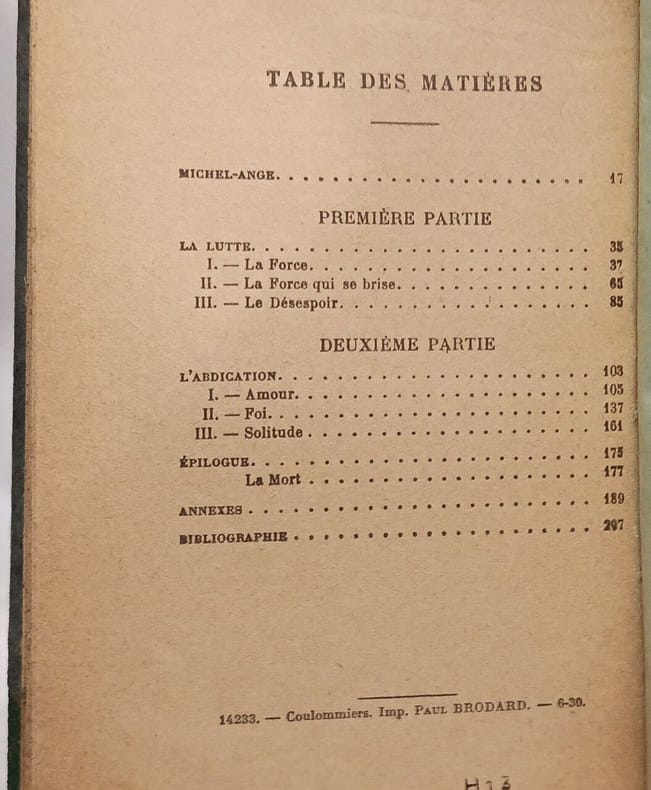 TABLE DES MATIÈRES
MICHEL-ANGE. . . . . . . . . . . . . . . . . . . . . . 17
PREMIÈRE PARTIE
LA LUTTE. . . . . . . . . . . . . . . . . . . . . . . . 35
I. — La Force. . . . . . . . . . . . . . . . . . . . 37
II. — La Force qui se brise. . . . . . . . . . . . . . 65
III. — Le Désespoir. . . . . . . . . . . . . . . . . . 85
DEUXIÈME PARTIE
L'ABDICATION. . . . . . . . . . . . . . . . . . . . . . 103
I. — Amour. . . . . . . . . . . . . . . . . . . . . 105
II. — Foi. . . . . . . . . . . . . . . . . . . . . . . 137
III. — Solitude . . . . . . . . . . . . . . . . . . . . 161
ÉPILOGUE. . . . . . . . . . . . . . . . . . . . . . . . 175
La Mort . . . . . . . . . . . . . . . . . . . . 177
ANNEXES . . . . . . . . . . . . . . . . . . . . . . . . 189
BIBLIOGRAPHIE . . . . . . . . . . . . . . . . . . . . .
14233. — Coulommiers. Imp. PAUL BRODARD. — 6-30.